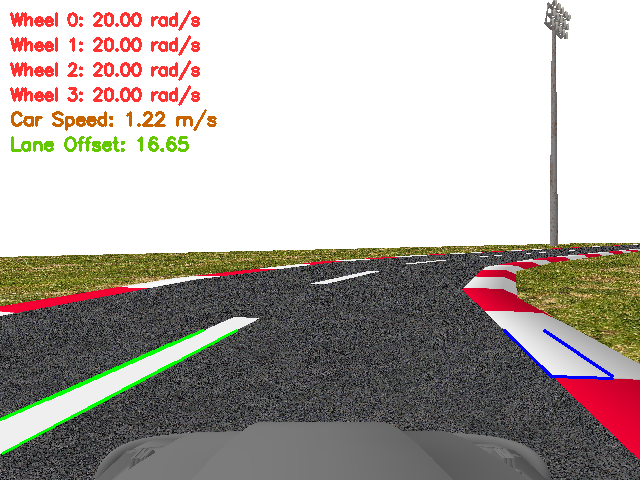 Wheel 0: 20.00 rad/s
Wheel 1: 20.00 rad/s
Wheel 2: 20.00 rad/s
Wheel 3: 20.00 rad/s
Car Speed: 1.22 m/s
Lane Offset: 16.65